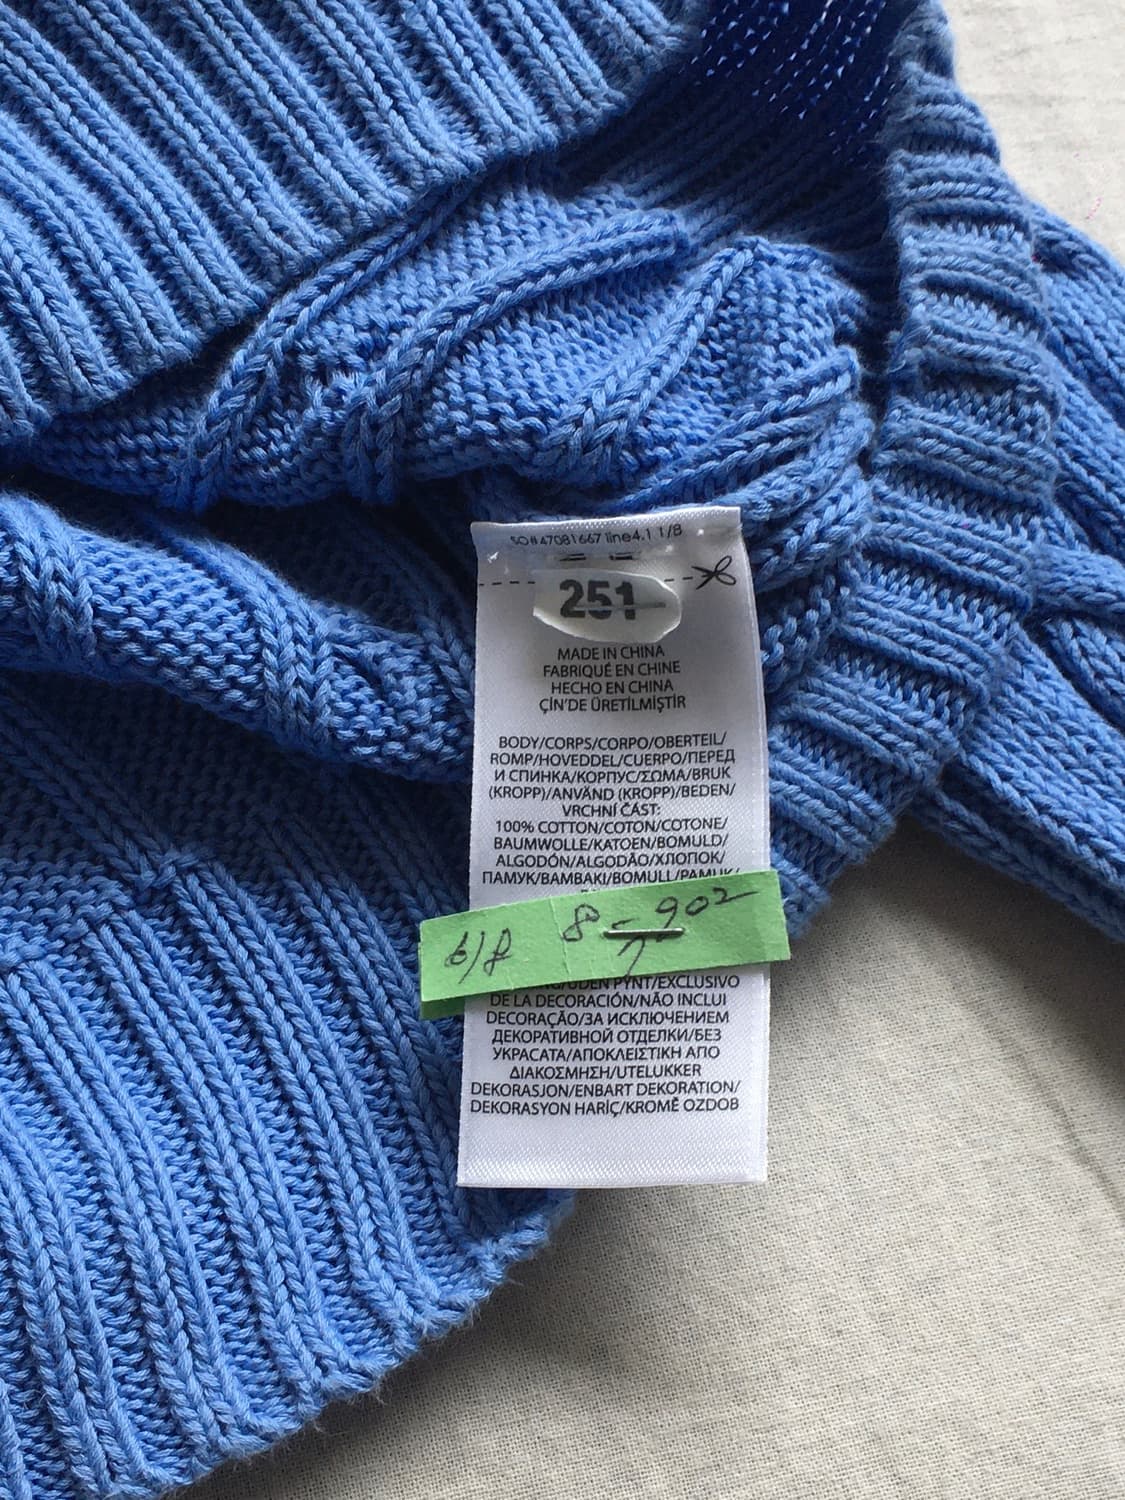 SO#47081667 line4.1 1/8
251
MADE IN CHINA
FABRIQUÉ EN CHINE
HECHO EN CHINA
ÇİN'DE ÜRETİLMİŞTİR
BODY/CORPS/CORPO/OBERTEIL/
ROMP/HOVEDDEL/CUERPO/ПЕРЕД
И СПИНКА/КОРПУС/ΣΩΜΑ/BRUK
(KROPP)/ANVÄND (KROPP)/BEDEN/
VRCHNÍ ČÁST:
100% COTTON/COTON/COTONE/
BAUMWOLLE/KATOEN/BOMULD/
ALGODÓN/ALGODÃO/ХЛОПОК/
ПАМУК/BAMBAKI/BOMULL/PAMUK/
8-902
PYNT/EXCLUSIVO
DE LA DECORACIÓN/NÃO INCLUI
DECORAÇÃO/ЗА ИСКЛЮЧЕНИЕМ
ДЕКОРАТИВНОЙ ОТДЕЛКИ/БЕЗ
УКРАСАТА/ΑΠΟΚΛΕΙΣΤΙΚΗ ΑΠΟ
ΔΙΑΚΟΣΜΗΣΗ/UTELUKKER
DEKORASJON/ENBART DEKORATION/
DEKORASYON HARİÇ/KROMĚ OZDOB